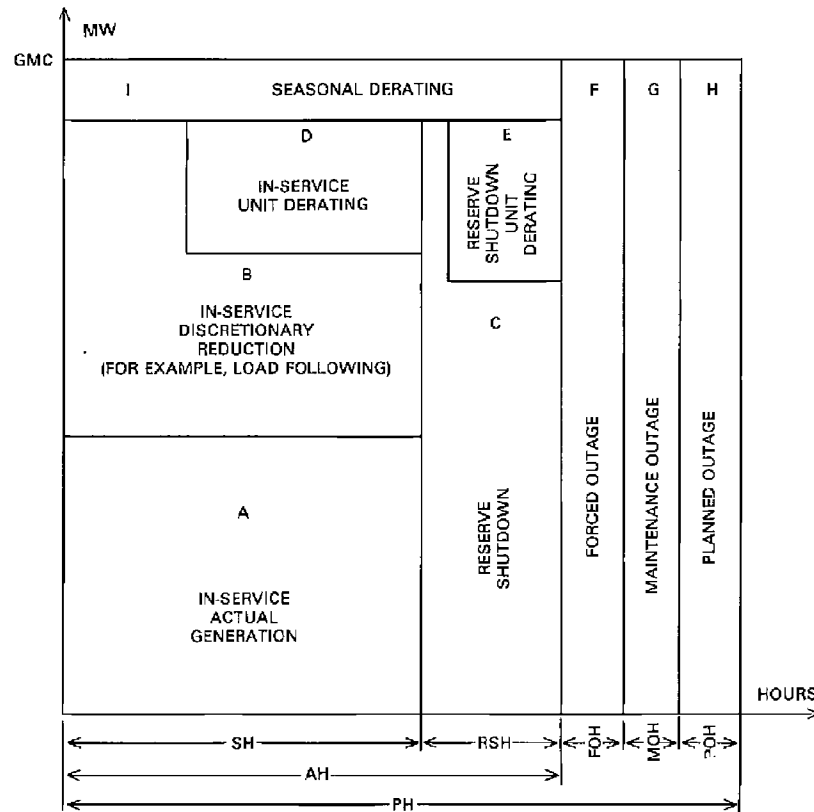 MW
GMC
I
SEASONAL DERATING
F
G
H
D
IN-SERVICE
UNIT DERATING
E
RESERVE
SHUTDOWN
UNIT
DERATING
B
IN-SERVICE
DISCRETIONARY
REDUCTION
(FOR EXAMPLE, LOAD FOLLOWING)
C
RESERVE
SHUTDOWN
A
IN-SERVICE
ACTUAL
GENERATION
FORCED OUTAGE
MAINTENANCE OUTAGE
PLANNED OUTAGE
HOURS
SH
RSH
FOH
MOH
POH
AH
PH